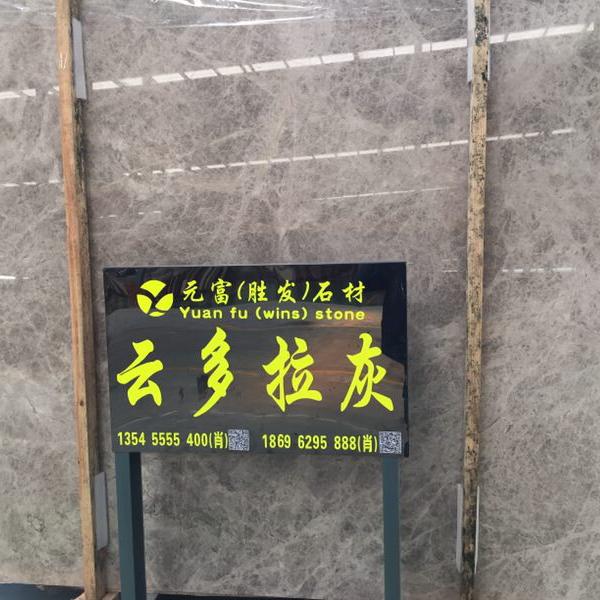 元富(胜发)石材
Yuan fu (wins) stone
云多拉灰
1354 5555 400(肖) 1869 6295 888(肖)